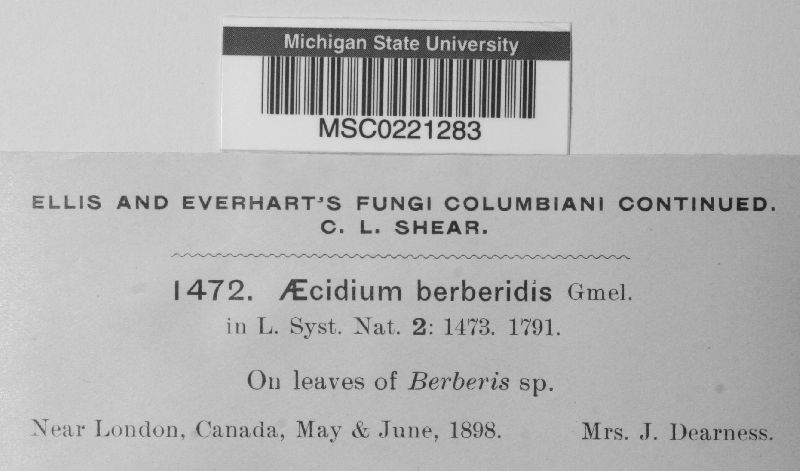 Michigan State University
MSC0221283
ELLIS AND EVERHART'S FUNGI COLUMBIANI CONTINUED.
C. L. SHEAR.
1472. Æcidium berberidis Gmel.
in L. Syst. Nat. 2: 1473. 1791.
On leaves of Berberis sp.
Near London, Canada, May & June, 1898. Mrs. J. Dearness.